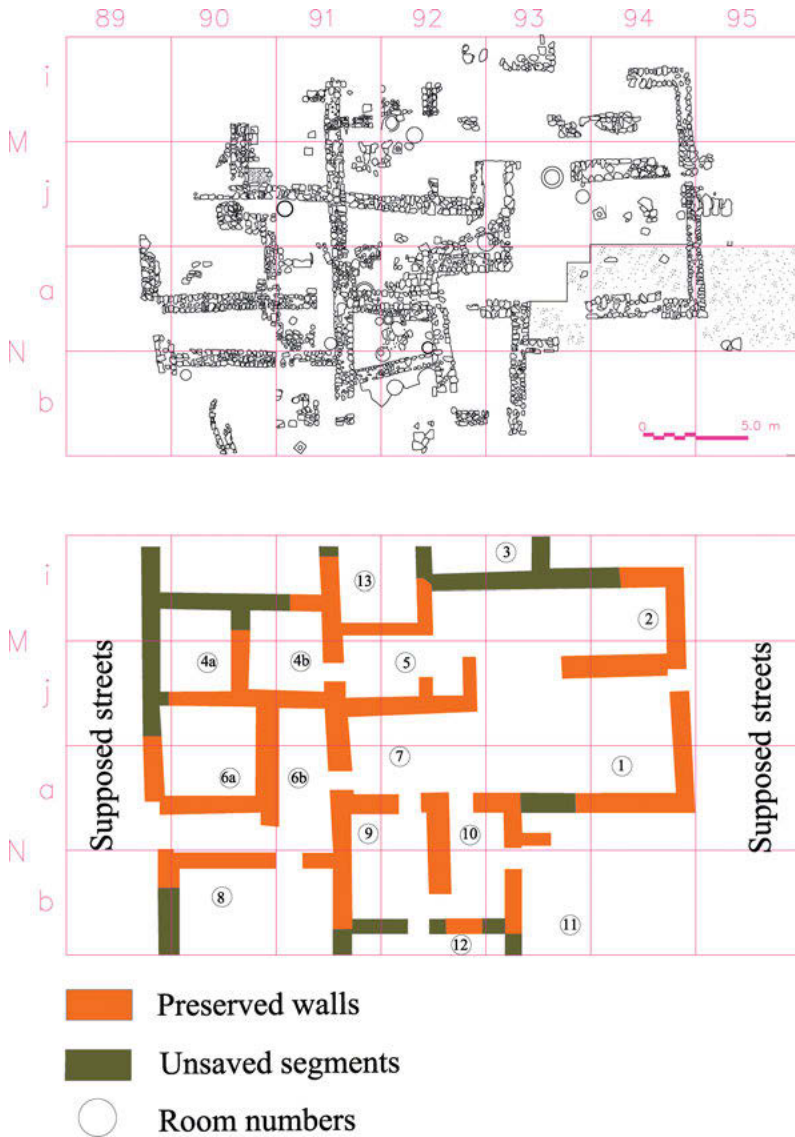 89 90 91 92 93 94 95
i
M
j
a
N
b
0 5.0 m
3
13
i
2
M
4a 4b 5
j
Supposed streets
Supposed streets
7
6a 6b 1
a
9 10
N
8 11
b
12
Preserved walls
Unsaved segments
Room numbers